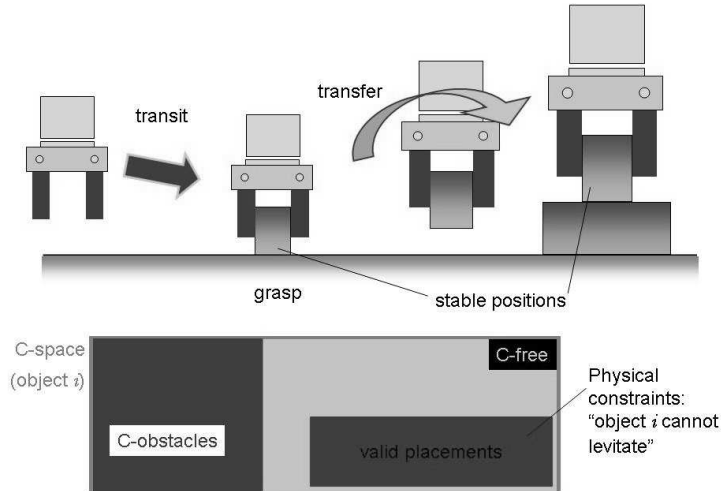 transit
transfer
grasp
stable positions
C-space
(object i)
C-free
C-obstacles
valid placements
Physical
constraints:
“object i cannot
levitate”